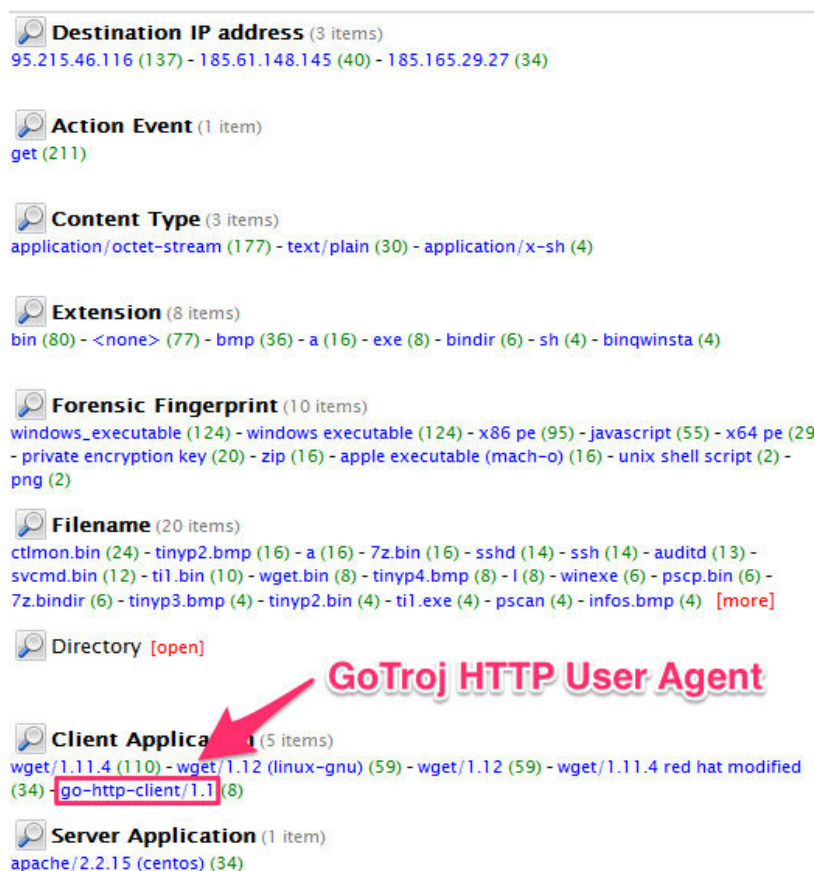 Destination IP address (3 items)
95.215.46.116 (137) - 185.61.148.145 (40) - 185.165.29.27 (34)
Action Event (1 item)
get (211)
Content Type (3 items)
application/octet-stream (177) - text/plain (30) - application/x-sh (4)
Extension (8 items)
bin (80) - <none> (77) - bmp (36) - a (16) - exe (8) - bindir (6) - sh (4) - binqwinsta (4)
Forensic Fingerprint (10 items)
windows_executable (124) - windows executable (124) - x86 pe (95) - javascript (55) - x64 pe (29
- private encryption key (20) - zip (16) - apple executable (mach-o) (16) - unix shell script (2) -
png (2)
Filename (20 items)
ctlmon.bin (24) - tinyp2.bmp (16) - a (16) - 7z.bin (16) - sshd (14) - ssh (14) - auditd (13) -
svcmd.bin (12) - ti1.bin (10) - wget.bin (8) - tinyp4.bmp (8) - l (8) - winexe (6) - pscp.bin (6) -
7z.bindir (6) - tinyp3.bmp (4) - tinyp2.bin (4) - ti1.exe (4) - pscan (4) - infos.bmp (4) [more]
Directory [open]
GoTroj HTTP User Agent
Client Applica (5 items)
wget/1.11.4 (110) - wget/1.12 (linux-gnu) (59) - wget/1.12 (59) - wget/1.11.4 red hat modified
(34) - go-http-client/1.1 (8)
Server Application (1 item)
apache/2.2.15 (centos) (34)